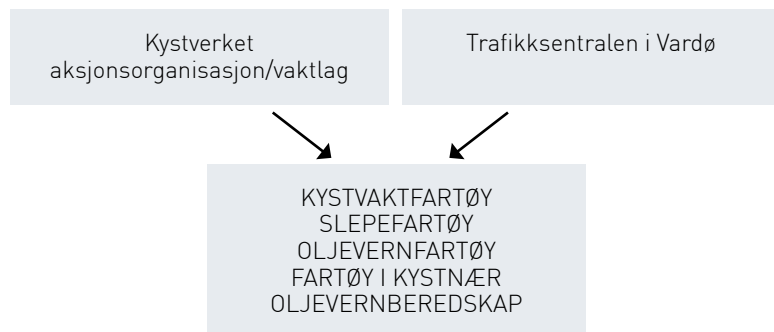 Kystverket
aksjonsorganisasjon/vaktlag
Trafikksentralen i Vardø
KYSTVAKTFARTØY
SLEPEFARTØY
OLJEVERNFARTØY
FARTØY I KYSTNÆR
OLJEVERNBEREDSKAP